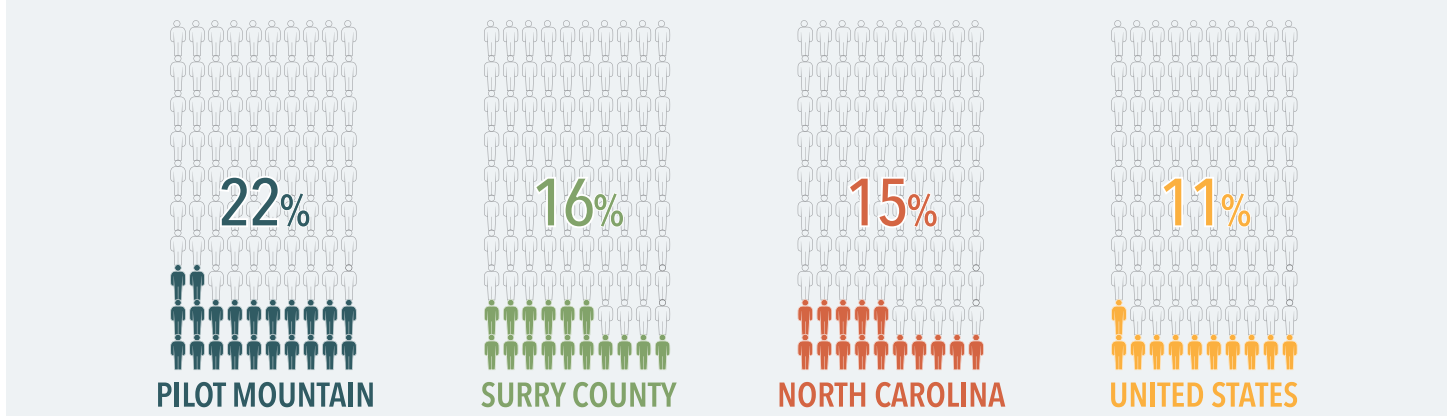 22%
16%
15%
11%
PILOT MOUNTAIN
SURRY COUNTY
NORTH CAROLINA
UNITED STATES